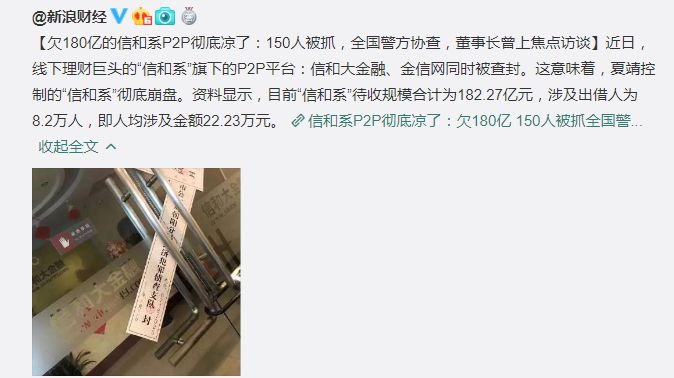 @新浪财经
【欠180亿的信和系P2P彻底凉了：150人被抓，全国警方协查，董事长曾上焦点访谈】近日，
线下理财巨头的“信和系”旗下的P2P平台：信和大金融、金信网同时被查封。这意味着，夏靖控
制的“信和系”彻底崩盘。资料显示，目前“信和系”待收规模合计为182.27亿元，涉及出借人为
8.2万人，即人均涉及金额22.23万元。 信和系P2P彻底凉了：欠180亿 150人被抓全国警...
收起全文
信和大金融
信和大金融
济犯罪侦查支队
封